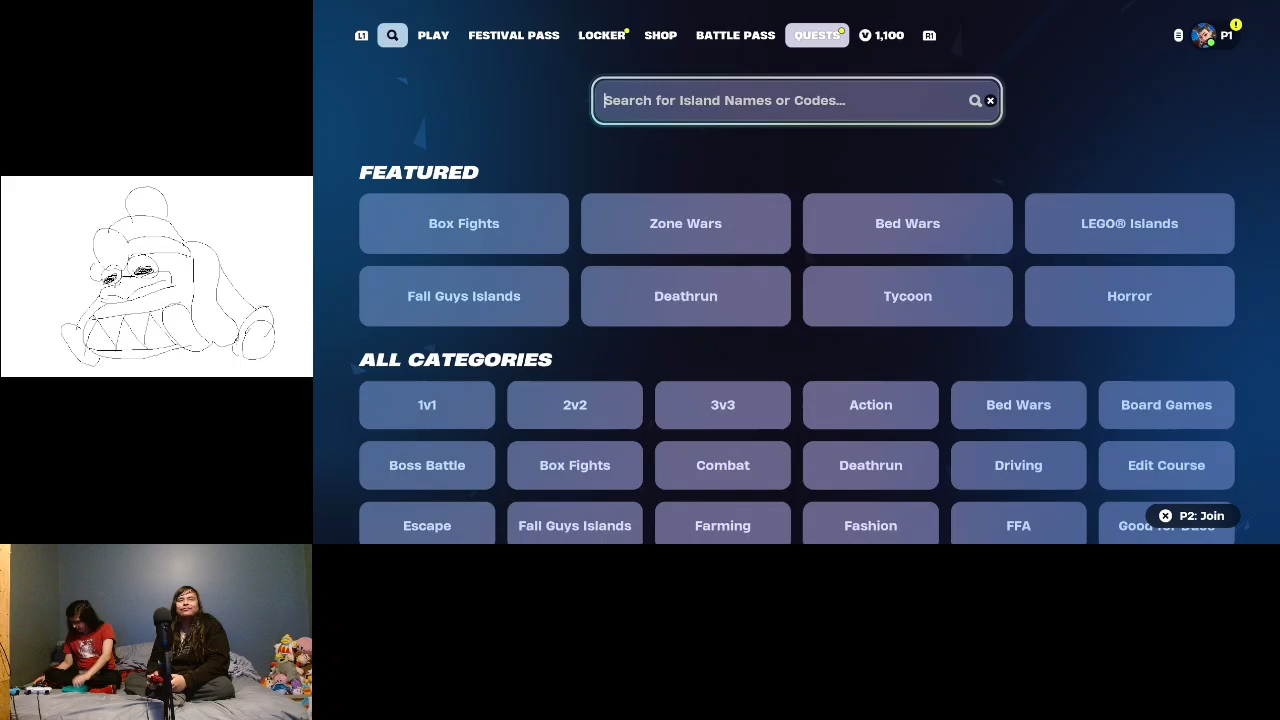 L1 PLAY FESTIVAL PASS LOCKER SHOP BATTLE PASS QUESTS V 1,100 R1 P1
Search for Island Names or Codes...
FEATURED
Box Fights Zone Wars Bed Wars LEGO® Islands
Fall Guys Islands Deathrun Tycoon Horror
ALL CATEGORIES
1v1 2v2 3v3 Action Bed Wars Board Games
Boss Battle Box Fights Combat Deathrun Driving Edit Course
Escape Fall Guys Islands Farming Fashion FFA
P2: Join